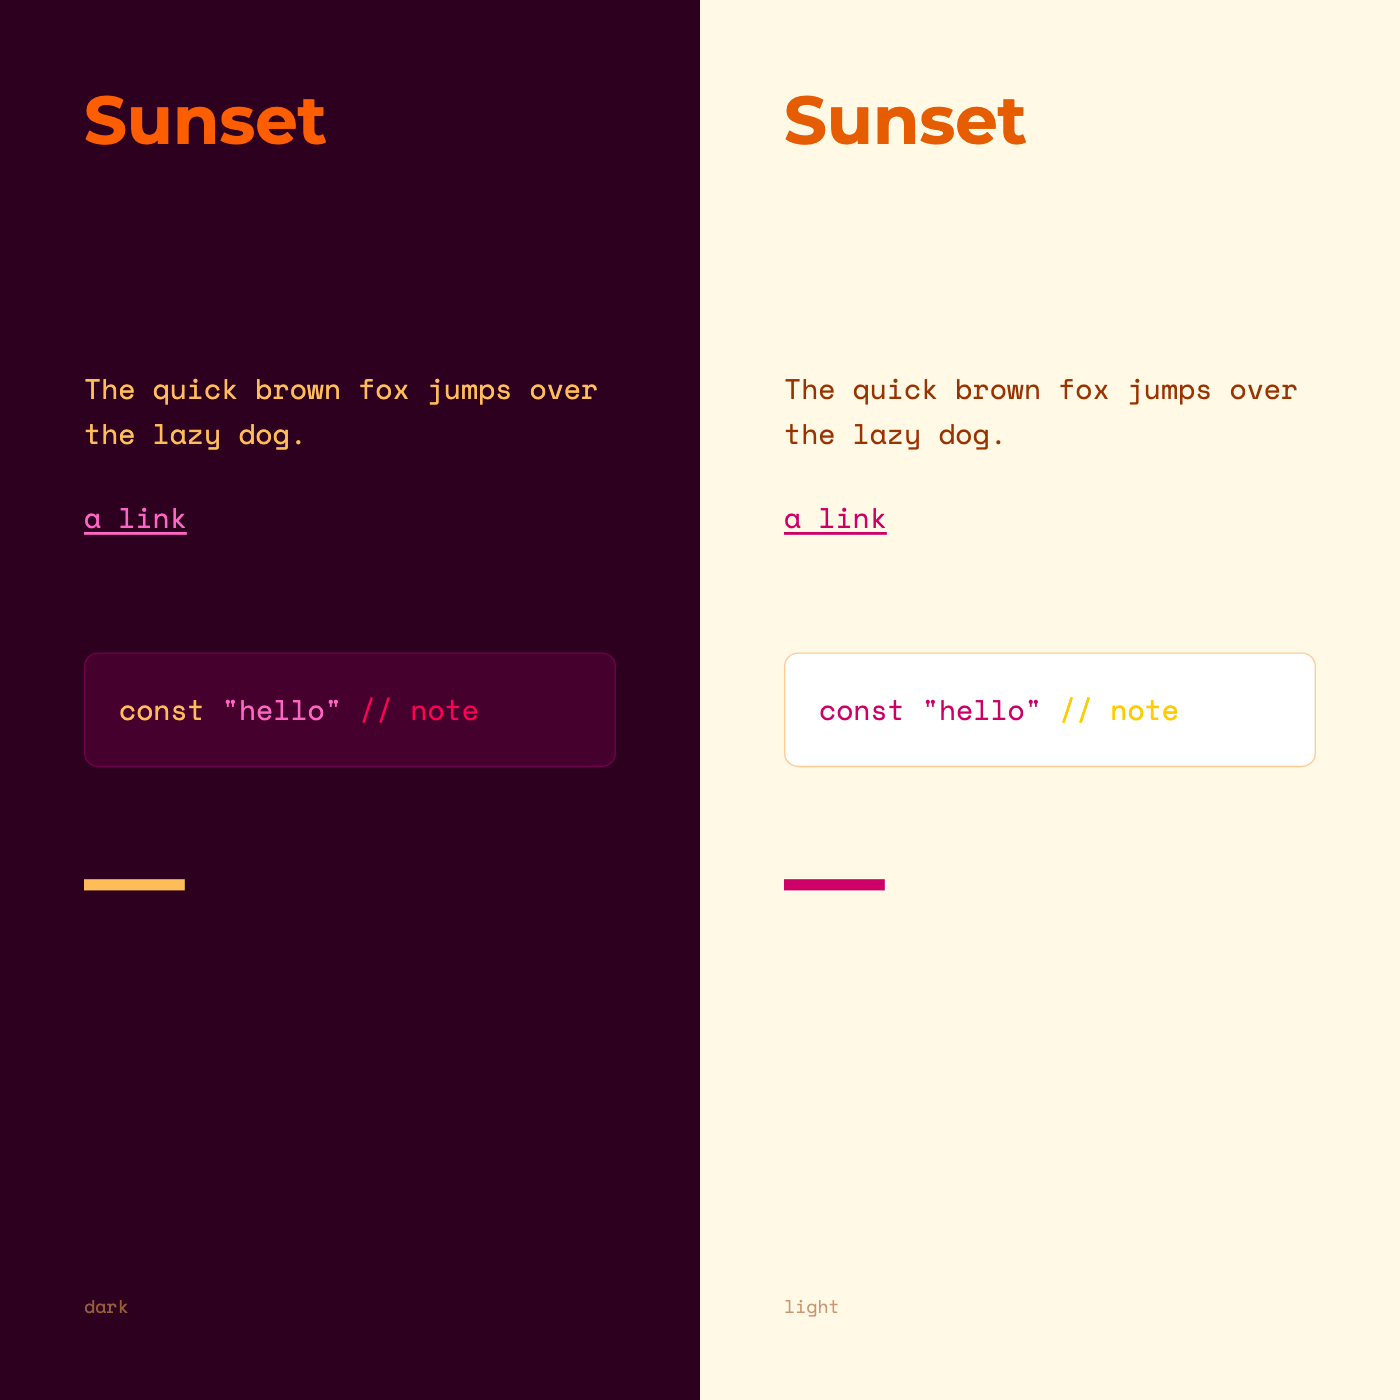 Sunset
The quick brown fox jumps over
the lazy dog.
a link
const "hello" // note
dark
Sunset
The quick brown fox jumps over
the lazy dog.
a link
const "hello" // note
light